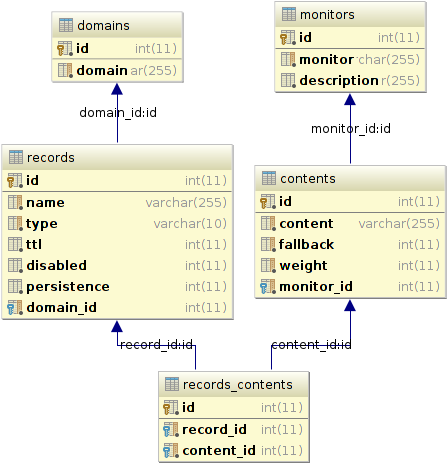 domains
id int(11)
domain ar(255)
monitors
id int(11)
monitor char(255)
description r(255)
domain_id:id
monitor_id:id
records
id int(11)
name varchar(255)
type varchar(10)
ttl int(11)
disabled int(11)
persistence int(11)
domain_id int(11)
contents
id int(11)
content varchar(255)
fallback int(11)
weight int(11)
monitor_id int(11)
record_id:id
content_id:id
records_contents
id int(11)
record_id int(11)
content_id int(11)